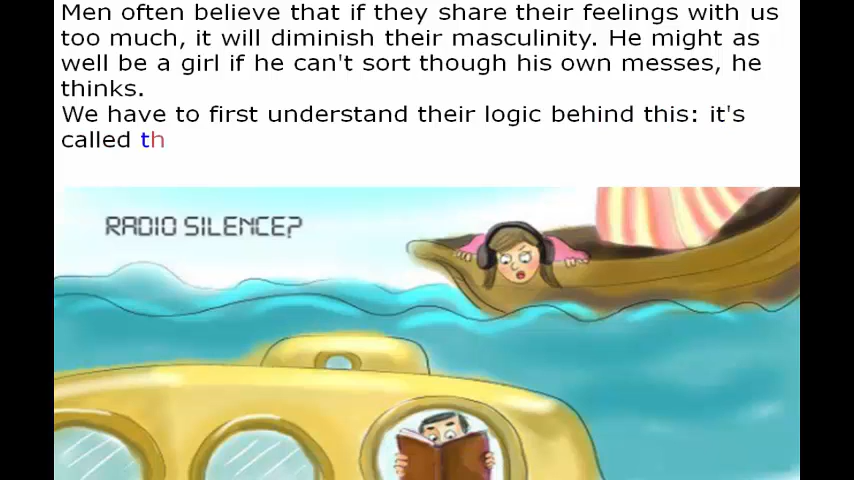 Men often believe that if they share their feelings with us
too much, it will diminish their masculinity. He might as
well be a girl if he can't sort though his own messes, he
thinks.
We have to first understand their logic behind this: it's
called th
RADIO SILENCE?